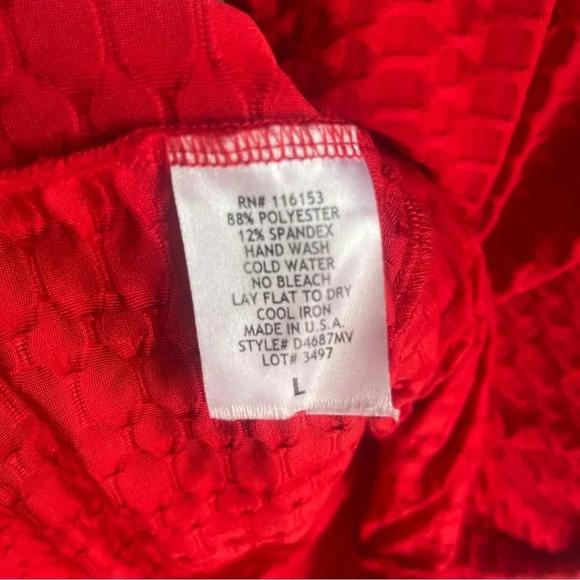 RN# 116153
88% POLYESTER
12% SPANDEX
HAND WASH
COLD WATER
NO BLEACH
LAY FLAT TO DRY
COOL IRON
MADE IN U.S.A.
STYLE# D4687MV
LOT# 3497
L